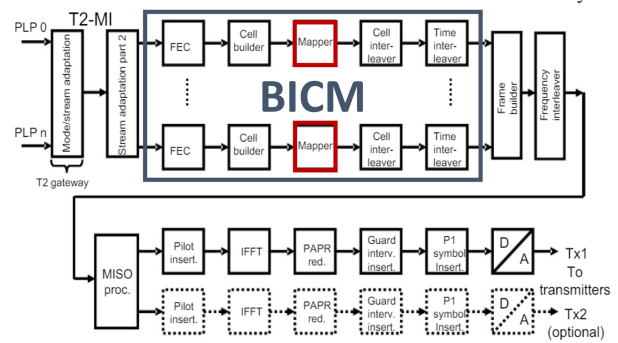 T2-MI
PLP 0
PLP n
Mode/stream adaptation
T2 gateway
Stream adaptation part 2
FEC
Cell
builder
Mapper
Cell
inter-
leaver
Time
inter-
leaver
BICM
FEC
Cell
builder
Mapper
Cell
inter-
leaver
Time
inter-
leaver
Frame
builder
Frequency
interleaver
MISO
proc.
Pilot
insert.
IFFT
PAPR
red.
Guard
interv.
insert.
P1
symbol
Insert.
D
A
Tx1
To
transmitters
Pilot
insert.
IFFT
PAPR
red.
Guard
interv.
insert.
P1
symbol
Insert.
D
A
Tx2
(optional)